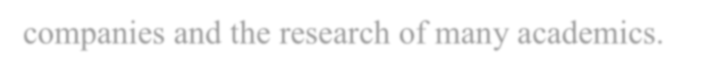 companies and the research of many academics.